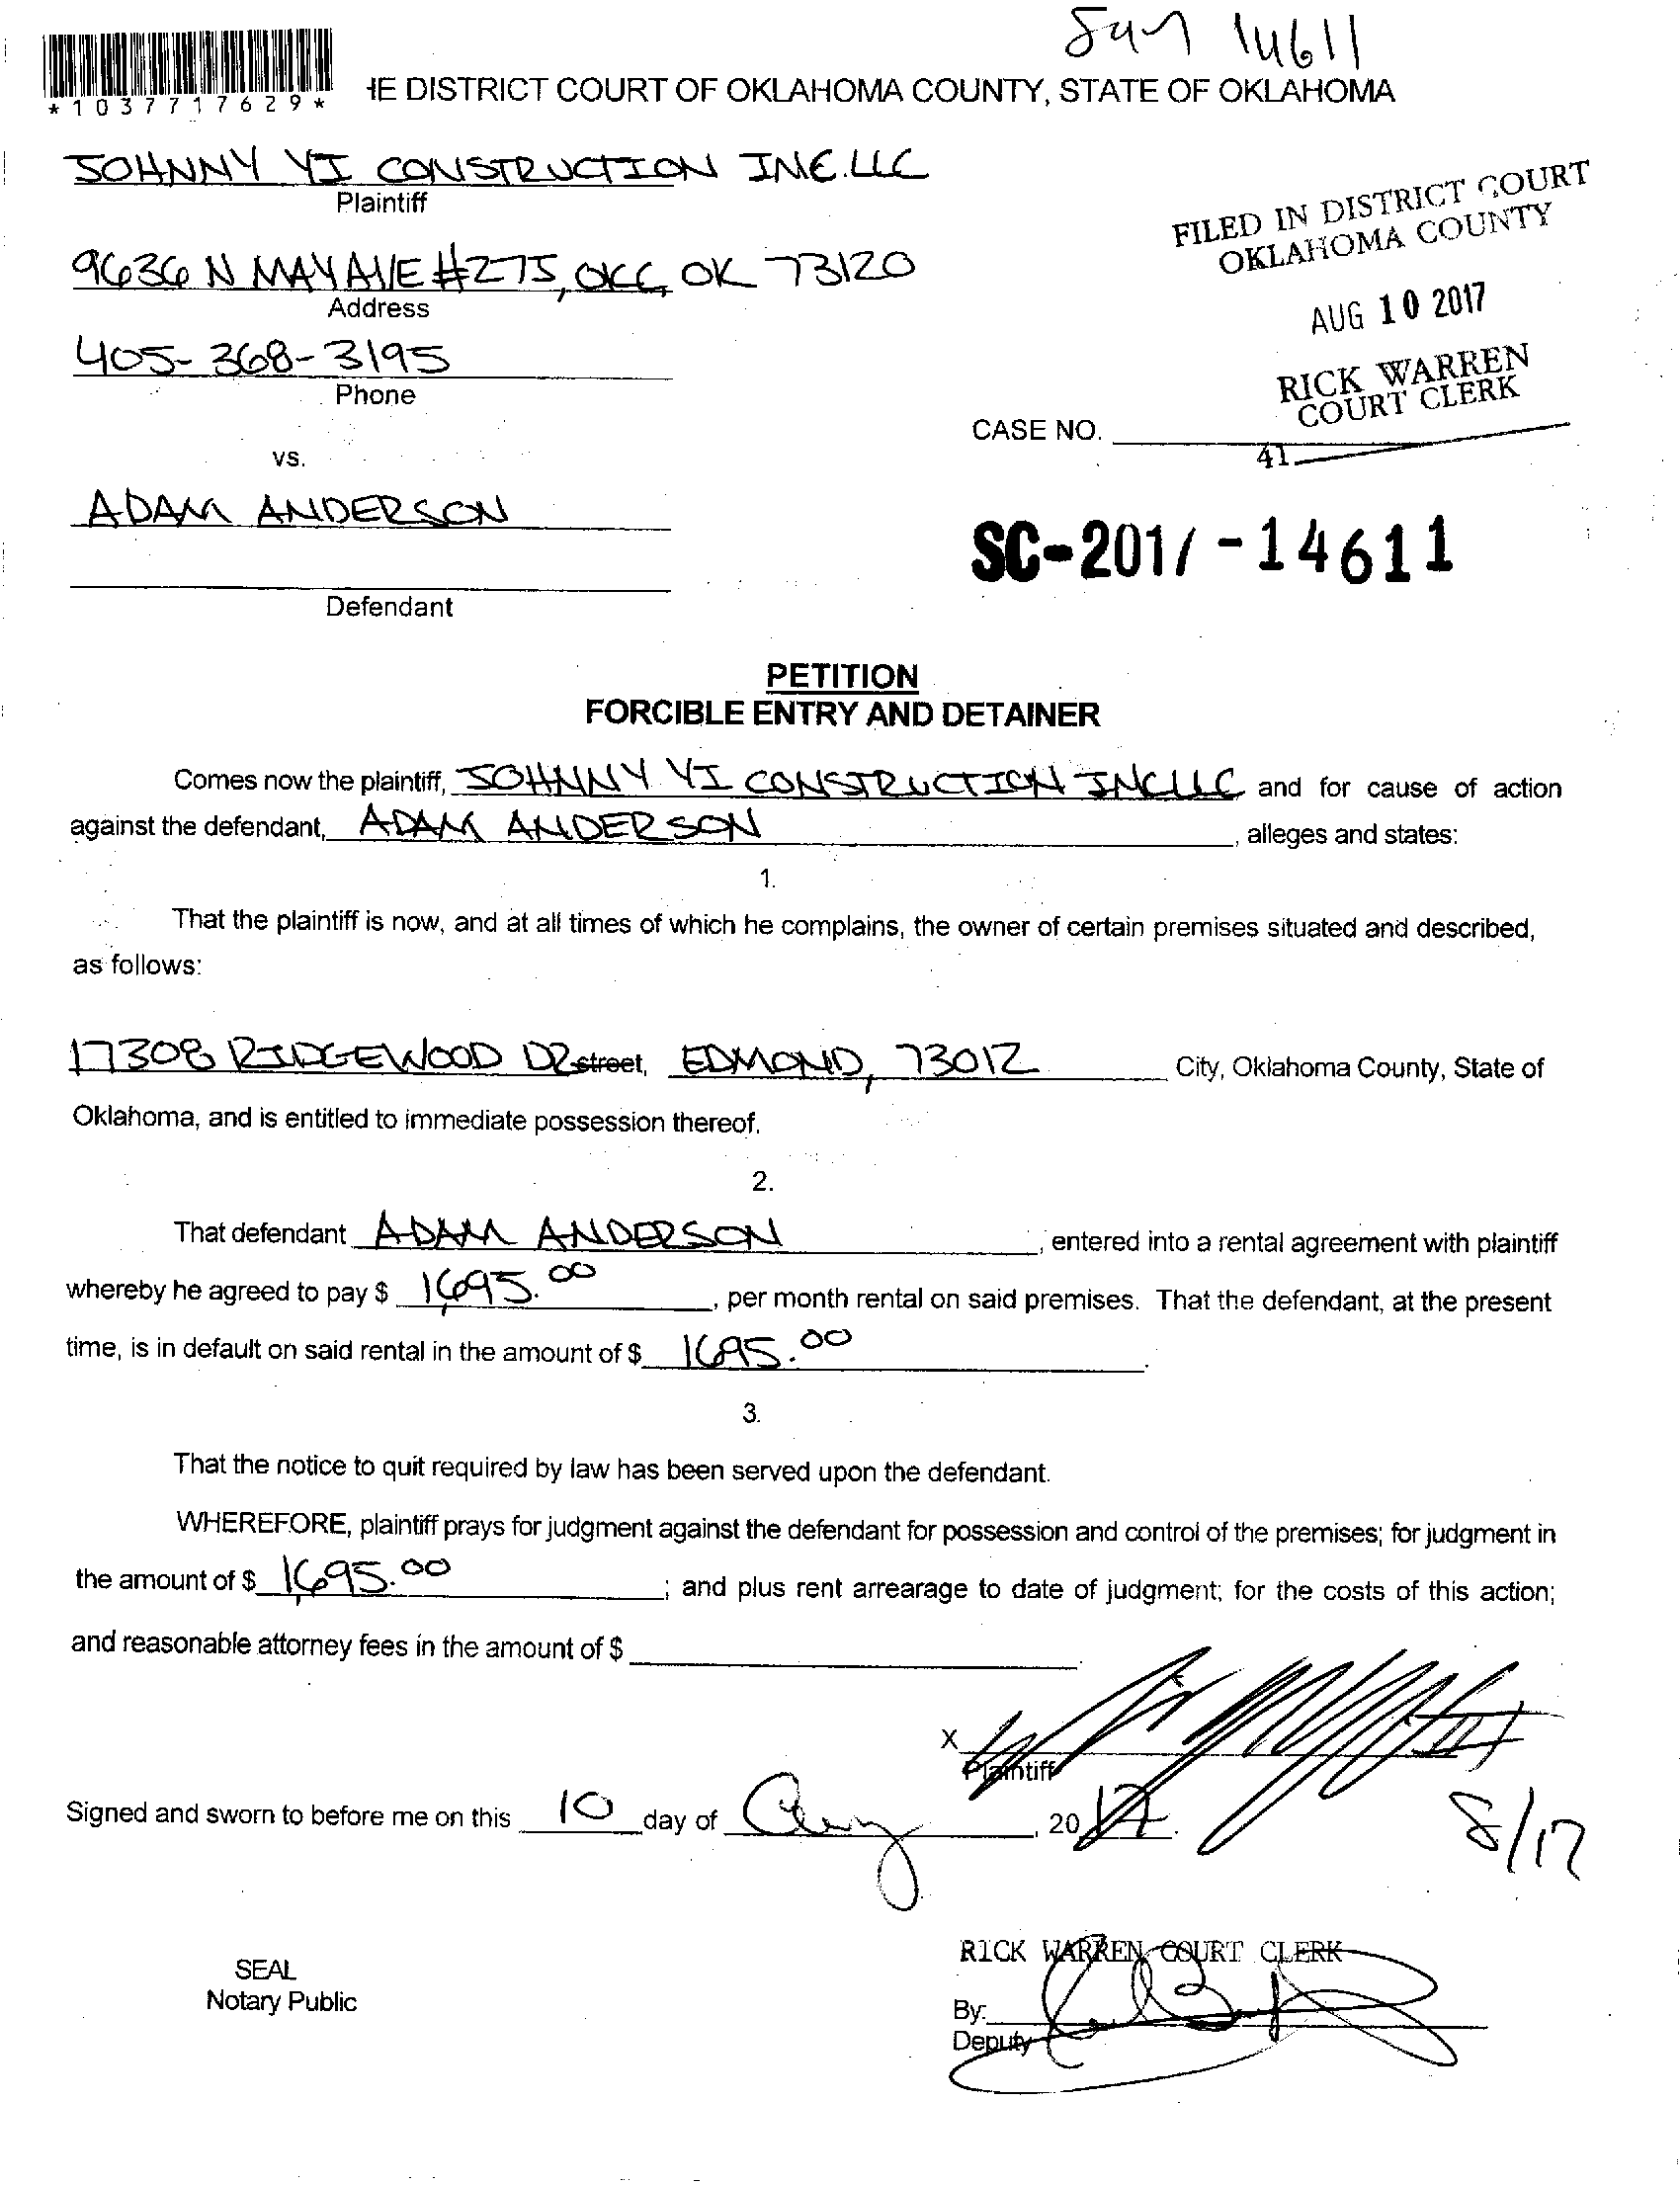 14611
*1037717629*
HE DISTRICT COURT OF OKLAHOMA COUNTY, STATE OF OKLAHOMA
JOHNNY YI CONSTRUCTION INC.LLC
Plaintiff
FILED IN DISTRICT COURT
OKLAHOMA COUNTY
9636 N MAY AVE #275, OKC, OK 73120
Address
AUG 10 2017
405-368-3195
Phone
RICK WARREN
COURT CLERK
CASE NO.
41
vs.
ADAM ANDERSON
SC-2017-14611
Defendant
PETITION
FORCIBLE ENTRY AND DETAINER
Comes now the plaintiff, JOHNNY YI CONSTRUCTION INC LLC and for cause of action
against the defendant, ADAM ANDERSON, alleges and states:
1.
That the plaintiff is now, and at all times of which he complains, the owner of certain premises situated and described,
as follows:
17308 RIDGEWOOD DR street, EDMOND, 73012 City, Oklahoma County, State of
Oklahoma, and is entitled to immediate possession thereof.
2.
That defendant ADAM ANDERSON, entered into a rental agreement with plaintiff
whereby he agreed to pay $ 1695.00, per month rental on said premises. That the defendant, at the present
time, is in default on said rental in the amount of $ 1695.00.
3.
That the notice to quit required by law has been served upon the defendant.
WHEREFORE, plaintiff prays for judgment against the defendant for possession and control of the premises; for judgment in
the amount of $ 1695.00; and plus rent arrearage to date of judgment; for the costs of this action;
and reasonable attorney fees in the amount of $
X
Plaintiff
Signed and sworn to before me on this 10 day of Aug, 2017.
8/17
RICK WARREN COURT CLERK
SEAL
Notary Public
By:
Deputy